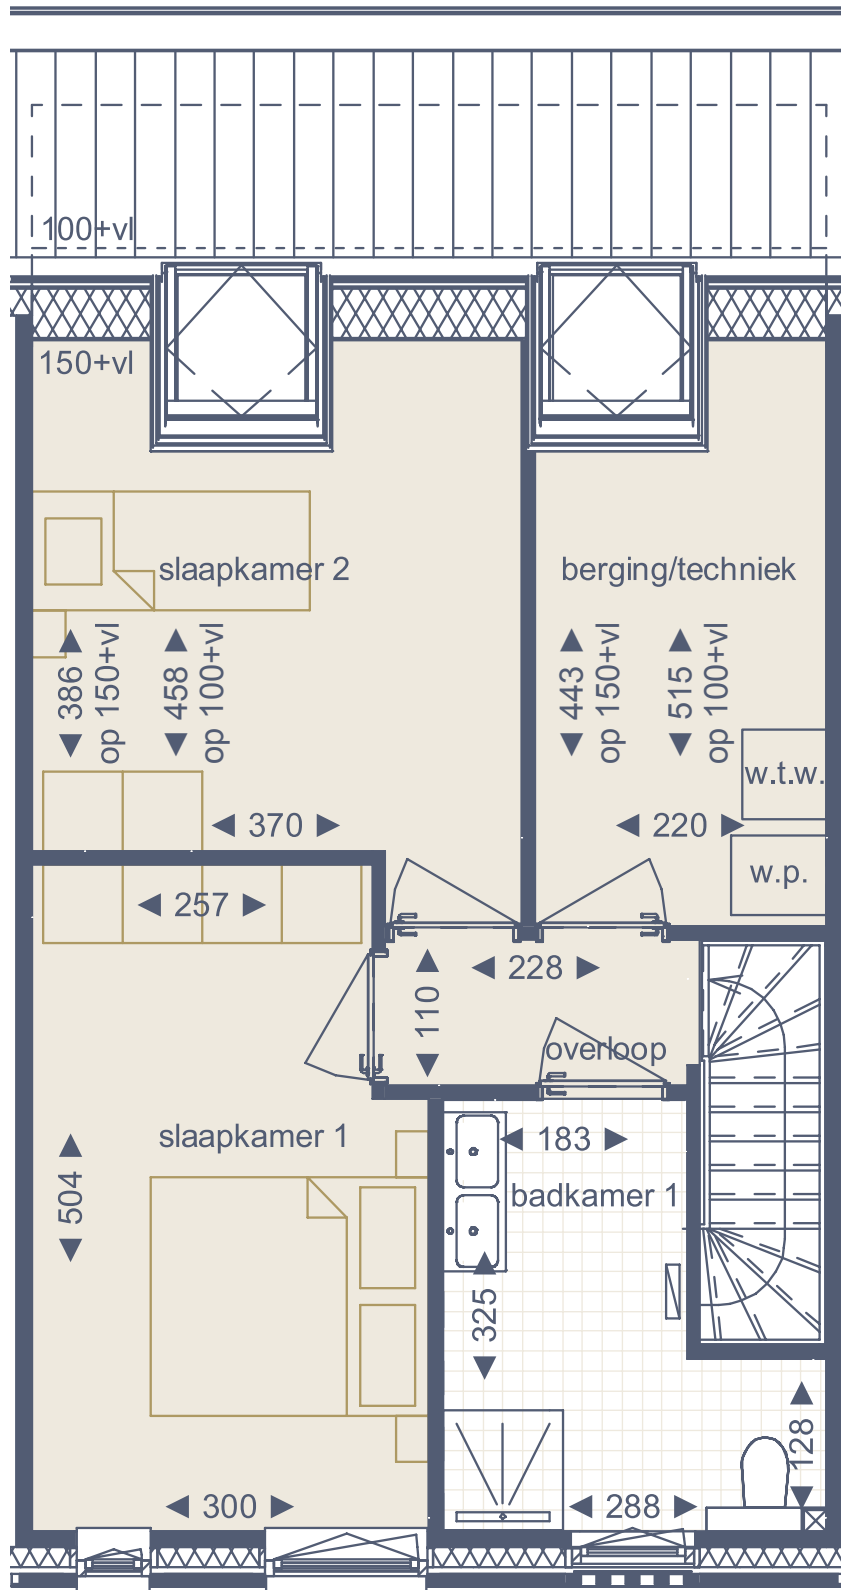 100+vl
150+vl
slaapkamer 2
berging/techniek
386
op 150+vl
458
op 100+vl
443
op 150+vl
515
op 100+vl
w.t.w.
370
220
w.p.
257
228
110
overloop
slaapkamer 1
183
504
badkamer 1
325
128
300
288